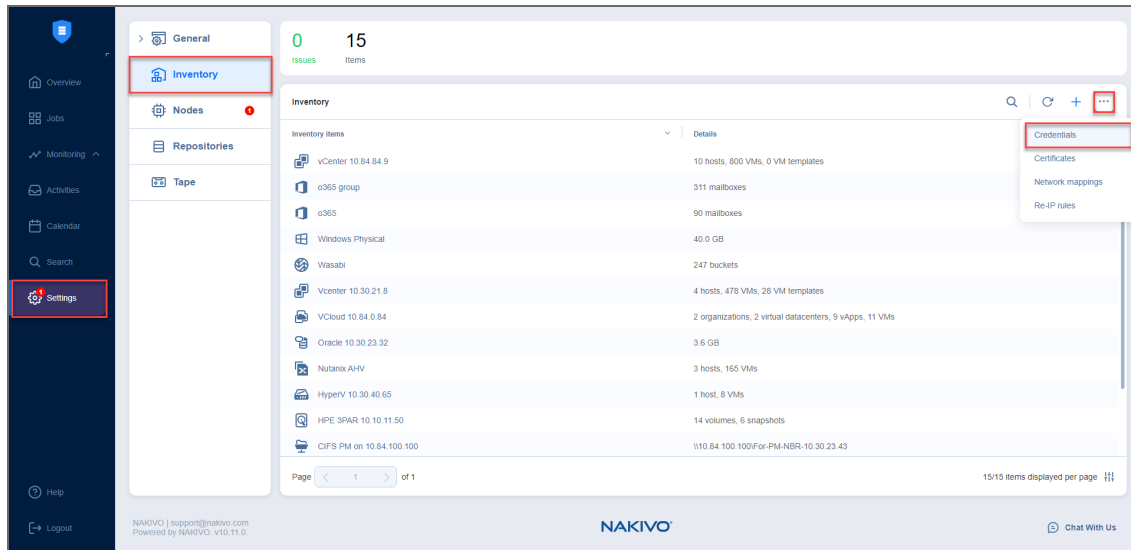 Overview
Jobs
Monitoring
Activities
Calendar
Search
1
Settings
Help
Logout
General
Inventory
Nodes 1
Repositories
Tape
0 15
Issues Items
Inventory
Inventory items Details
vCenter 10.84.84.9 10 hosts, 800 VMs, 0 VM templates
o365 group 311 mailboxes
o365 90 mailboxes
Windows Physical 40.0 GB
Wasabi 247 buckets
Vcenter 10.30.21.8 4 hosts, 478 VMs, 28 VM templates
VCloud 10.84.0.84 2 organizations, 2 virtual datacenters, 9 vApps, 11 VMs
Oracle 10.30.23.32 3.6 GB
Nutanix AHV 3 hosts, 165 VMs
HyperV 10.30.40.65 1 host, 8 VMs
HPE 3PAR 10.10.11.50 14 volumes, 6 snapshots
CIFS PM on 10.84.100.100 \\10.84.100.100\For-PM-NBR-10.30.23.43
Credentials
Certificates
Network mappings
Re-IP rules
Page 1 of 1 15/15 items displayed per page
NAKIVO | support@nakivo.com
Powered by NAKIVO. v10.11.0.
NAKIVO
Chat With Us